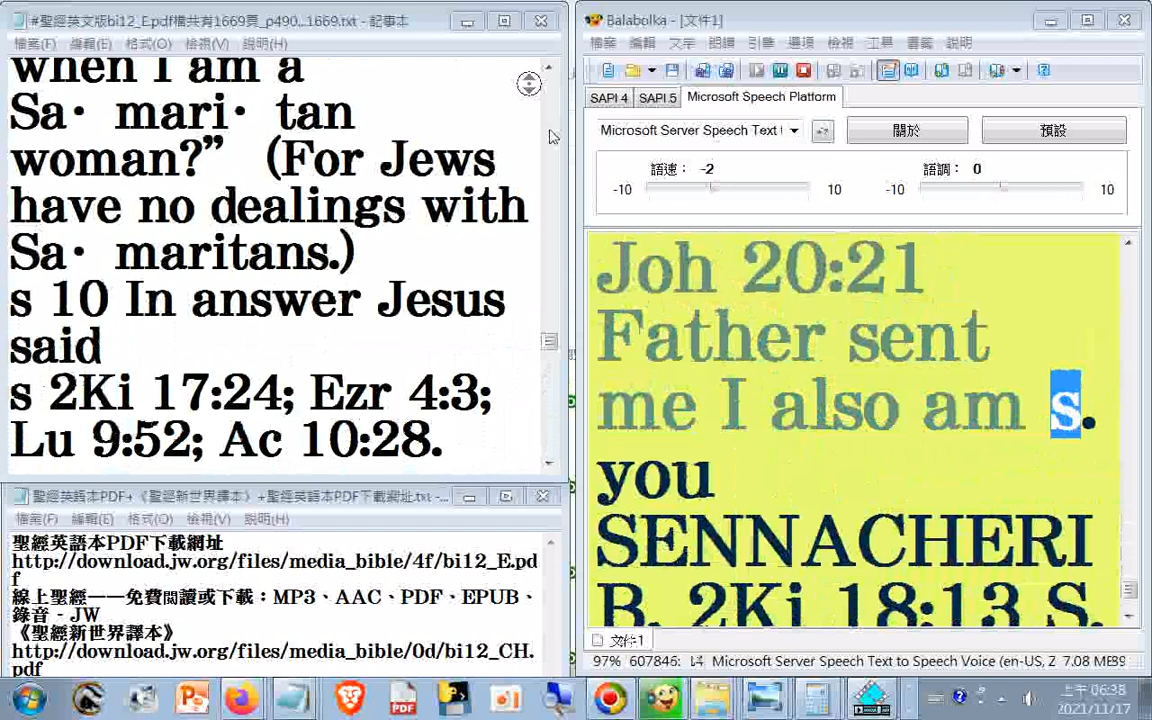 #聖經英文版bi12_E.pdf檔共有1669頁_p490,..1669.txt - 記事本
檔案(F) 編輯(E) 格式(O) 檢視(V) 說明(H)
when I am a
Sa· mari· tan
woman?” (For Jews
have no dealings with
Sa· maritans.)
s 10 In answer Jesus
said
s 2Ki 17:24; Ezr 4:3;
Lu 9:52; Ac 10:28.
聖經英語本PDF+《聖經新世界譯本》+聖經英語本PDF下載網址.txt - ...
檔案(F) 編輯(E) 格式(O) 檢視(V) 說明(H)
聖經英語本PDF下載網址
http://download.jw.org/files/media_bible/4f/bi12_E.pd
f
線上聖經——免費閱讀或下載：MP3、AAC、PDF、EPUB、
錄音 - JW
《聖經新世界譯本》
http://download.jw.org/files/media_bible/0d/bi12_CH.
pdf
Balabolka - [文件1]
檔案 編輯 文字 朗讀 引擎 選項 檢視 工具 書籤 說明
SAPI 4 SAPI 5 Microsoft Speech Platform
Microsoft Server Speech Text t 關於 預設
語速： -2 語調： 0
-10 10 -10 10
Joh 20:21
Father sent
me I also am s.
you
SENNACHERI
B, 2Ki 18:13 S.
文件1
97% Microsoft Server Speech Text to Speech Voice (en-US, Z 7.08 MB
上午 06:38
2021/11/17